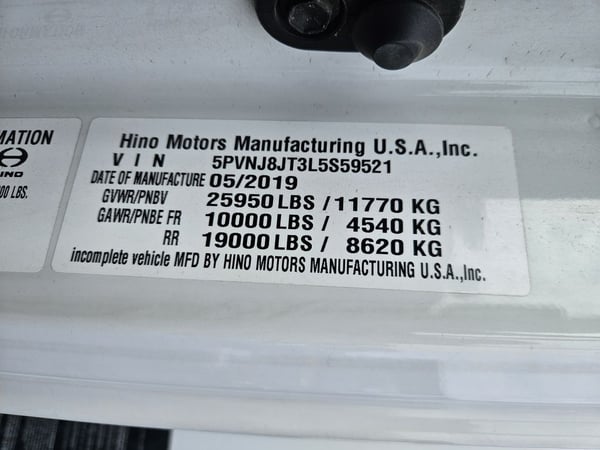 MATION
HINO
00 LBS.
Hino Motors Manufacturing U.S.A.,Inc.
V I N 5PVNJ8JT3L5S59521
DATE OF MANUFACTURE 05/2019
GVWR/PNBV 25950 LBS / 11770 KG
GAWR/PNBE FR 10000 LBS / 4540 KG
RR 19000 LBS / 8620 KG
incomplete vehicle MFD BY HINO MOTORS MANUFACTURING U.S.A.,Inc.